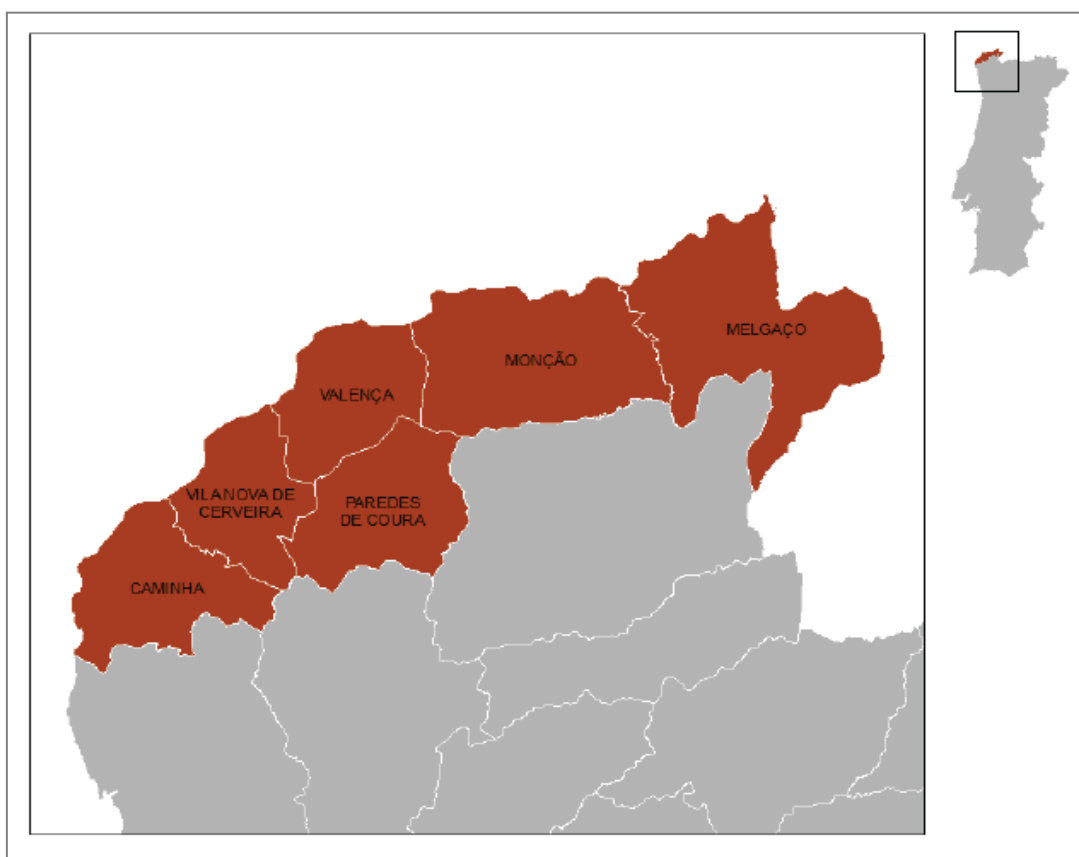 MELGAÇO
MONÇÃO
VALENÇA
VILA NOVA DE
CERVEIRA
PAREDES
DE COURA
CAMINHA